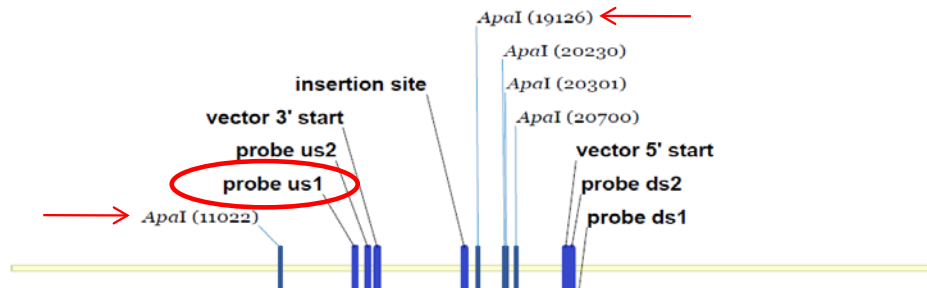 ApaI (19126)
ApaI (20230)
insertion site
ApaI (20301)
vector 3' start
ApaI (20700)
probe us2
vector 5' start
probe us1
probe ds2
ApaI (11022)
probe ds1